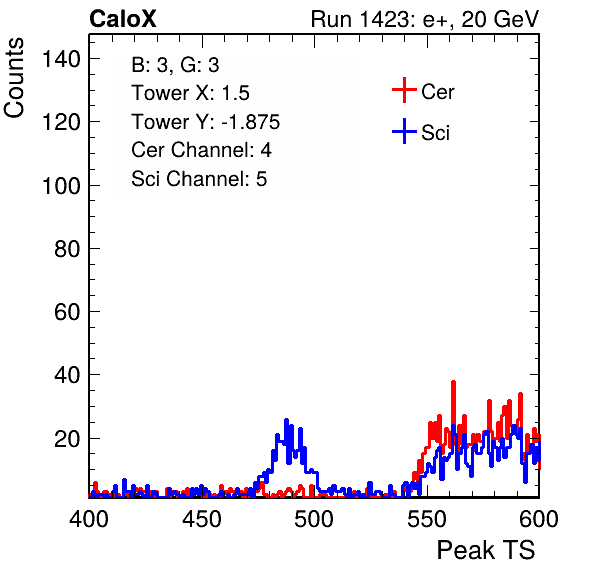 CaloX Run 1423: e+, 20 GeV
Counts
B: 3, G: 3
Tower X: 1.5
Tower Y: -1.875
Cer Channel: 4
Sci Channel: 5
Cer
Sci
140
120
100
80
60
40
20
400 450 500 550 600
Peak TS